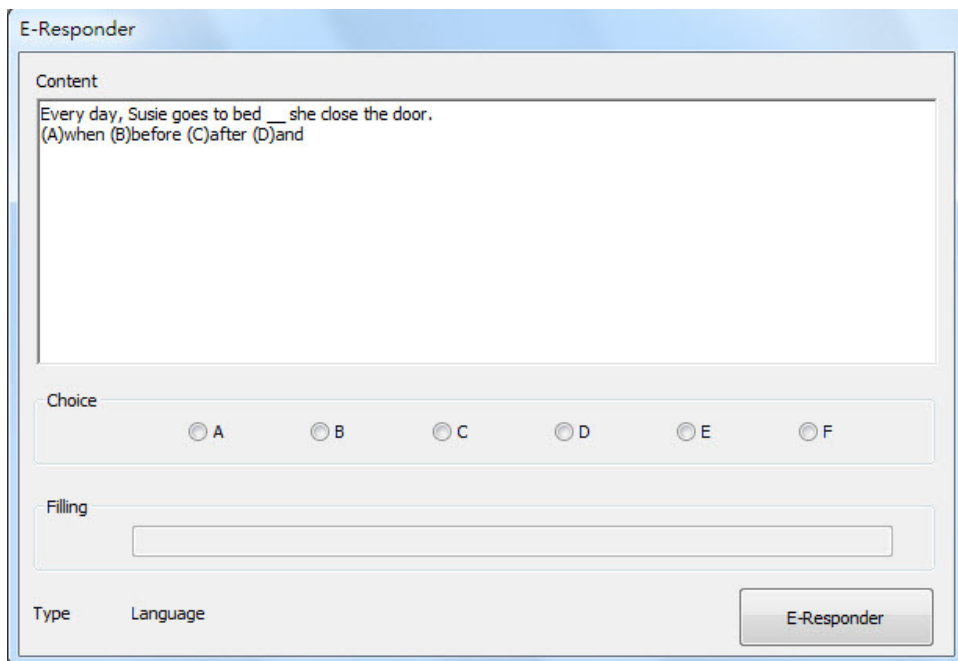 E-Responder
Content
Every day, Susie goes to bed __ she close the door.
(A)when (B)before (C)after (D)and
Choice
A B C D E F
Filling
Type Language
E-Responder